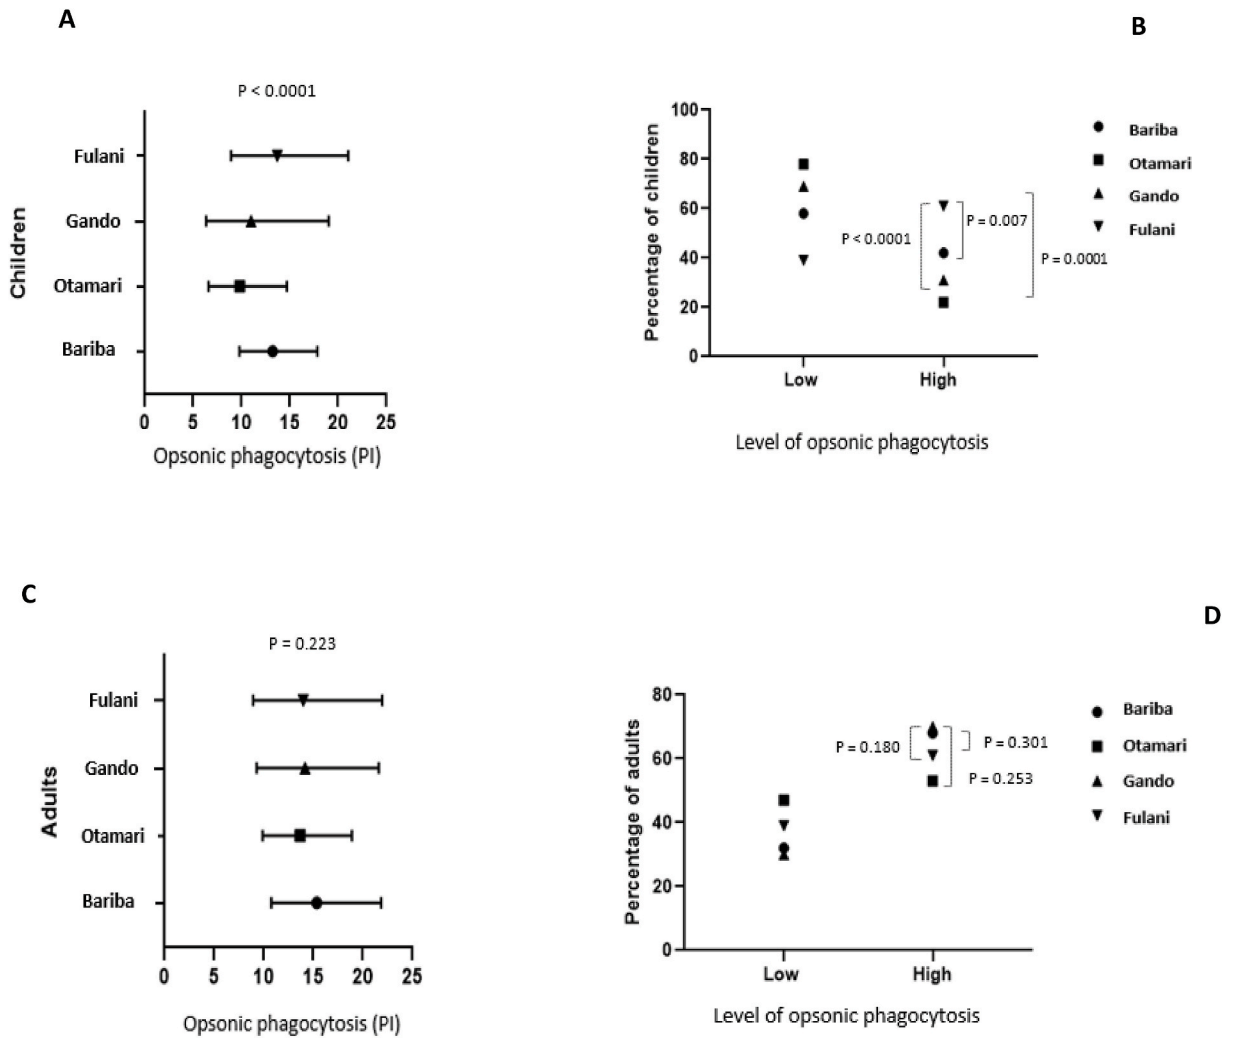 A
P < 0.0001
Children
Fulani
Gando
Otamari
Bariba
0 5 10 15 20 25
Opsonic phagocytosis (PI)
B
Percentage of children
100
80
60
40
20
0
P < 0.0001
P = 0.007
P = 0.0001
Low High
Level of opsonic phagocytosis
Bariba
Otamari
Gando
Fulani
C
P = 0.223
Adults
Fulani
Gando
Otamari
Bariba
0 5 10 15 20 25
Opsonic phagocytosis (PI)
D
Percentage of adults
80
60
40
20
0
P = 0.180
P = 0.301
P = 0.253
Low High
Level of opsonic phagocytosis
Bariba
Otamari
Gando
Fulani